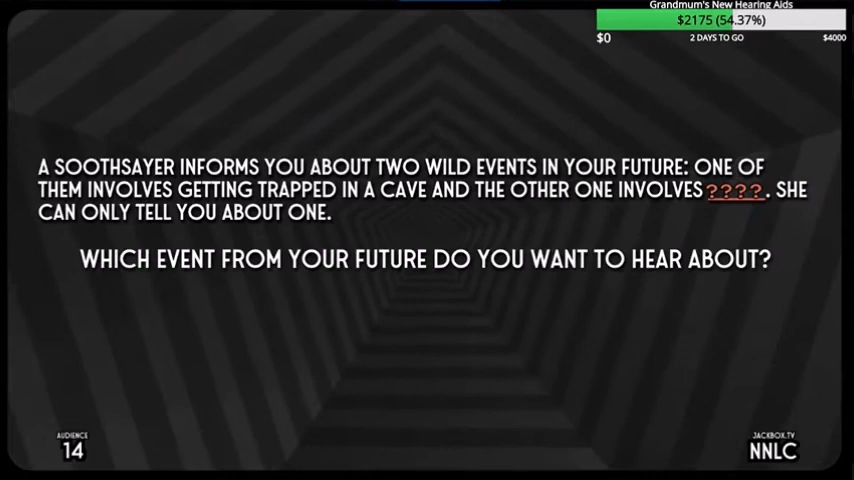 Grandmum's New Hearing Aids
$2175 (54.37%)
$0 2 DAYS TO GO $4000
A SOOTHSAYER INFORMS YOU ABOUT TWO WILD EVENTS IN YOUR FUTURE: ONE OF
THEM INVOLVES GETTING TRAPPED IN A CAVE AND THE OTHER ONE INVOLVES ????. SHE
CAN ONLY TELL YOU ABOUT ONE.
WHICH EVENT FROM YOUR FUTURE DO YOU WANT TO HEAR ABOUT?
AUDIENCE
14
JACKBOX.TV
NNLC